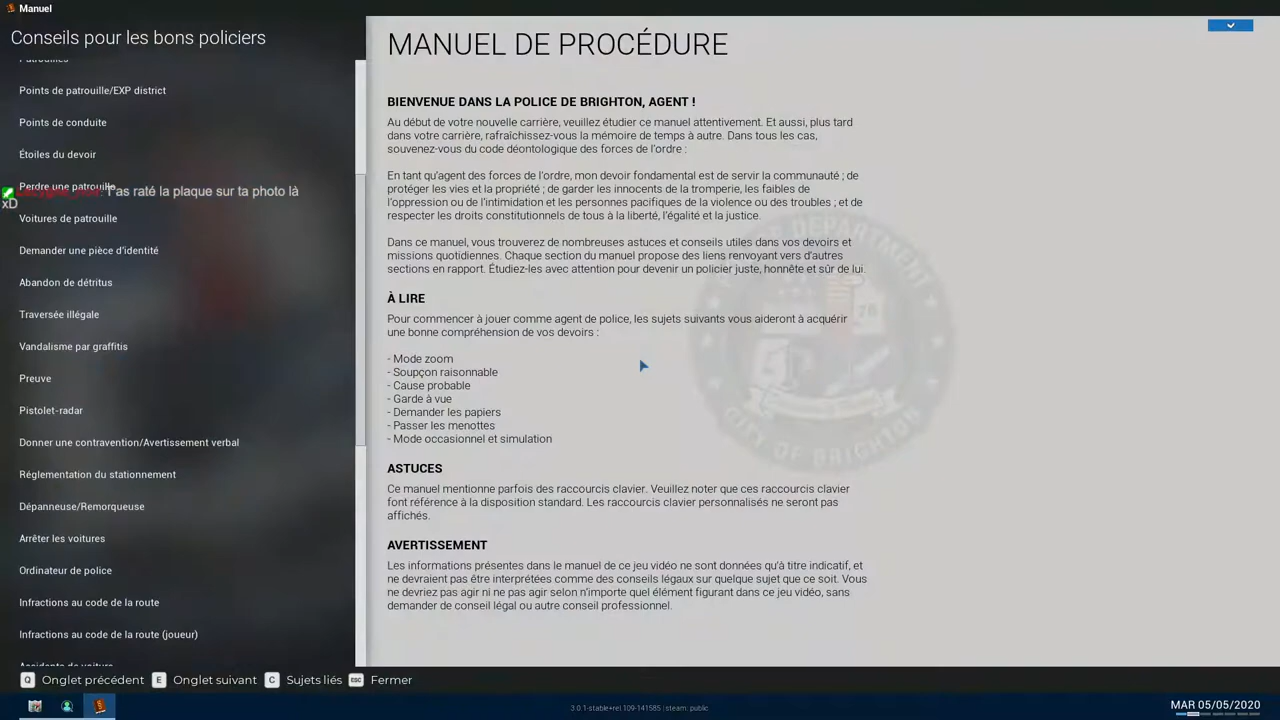 Manuel
Conseils pour les bons policiers
Patrouilles
Points de patrouille/EXP district
Points de conduite
Étoiles du devoir
Perdre une patrouille
Pas raté la plaque sur ta photo là
xD
Voitures de patrouille
Demander une pièce d'identité
Abandon de détritus
Traversée illégale
Vandalisme par graffitis
Preuve
Pistolet-radar
Donner une contravention/Avertissement verbal
Réglementation du stationnement
Dépanneuse/Remorqueuse
Arrêter les voitures
Ordinateur de police
Infractions au code de la route
Infractions au code de la route (joueur)
Accidents de voiture
MANUEL DE PROCÉDURE
BIENVENUE DANS LA POLICE DE BRIGHTON, AGENT !
Au début de votre nouvelle carrière, veuillez étudier ce manuel attentivement. Et aussi, plus tard
dans votre carrière, rafraîchissez-vous la mémoire de temps à autre. Dans tous les cas,
souvenez-vous du code déontologique des forces de l'ordre :
En tant qu'agent des forces de l'ordre, mon devoir fondamental est de servir la communauté ; de
protéger les vies et la propriété ; de garder les innocents de la tromperie, les faibles de
l'oppression ou de l'intimidation et les personnes pacifiques de la violence ou des troubles ; et de
respecter les droits constitutionnels de tous à la liberté, l'égalité et la justice.
Dans ce manuel, vous trouverez de nombreuses astuces et conseils utiles dans vos devoirs et
missions quotidiennes. Chaque section du manuel propose des liens renvoyant vers d'autres
sections en rapport. Étudiez-les avec attention pour devenir un policier juste, honnête et sûr de lui.
À LIRE
Pour commencer à jouer comme agent de police, les sujets suivants vous aideront à acquérir
une bonne compréhension de vos devoirs :
- Mode zoom
- Soupçon raisonnable
- Cause probable
- Garde à vue
- Demander les papiers
- Passer les menottes
- Mode occasionnel et simulation
ASTUCES
Ce manuel mentionne parfois des raccourcis clavier. Veuillez noter que ces raccourcis clavier
font référence à la disposition standard. Les raccourcis clavier personnalisés ne seront pas
affichés.
AVERTISSEMENT
Les informations présentes dans le manuel de ce jeu vidéo ne sont données qu'à titre indicatif, et
ne devraient pas être interprétées comme des conseils légaux sur quelque sujet que ce soit. Vous
ne devriez pas agir ni ne pas agir selon n'importe quel élément figurant dans ce jeu vidéo, sans
demander de conseil légal ou autre conseil professionnel.
DEPARTMENT
CITY OF BRIGHTON
Q Onglet précédent E Onglet suivant C Sujets liés ESC Fermer
3.0.1-stable+rel.109-141585 | steam: public
MAR 05/05/2020